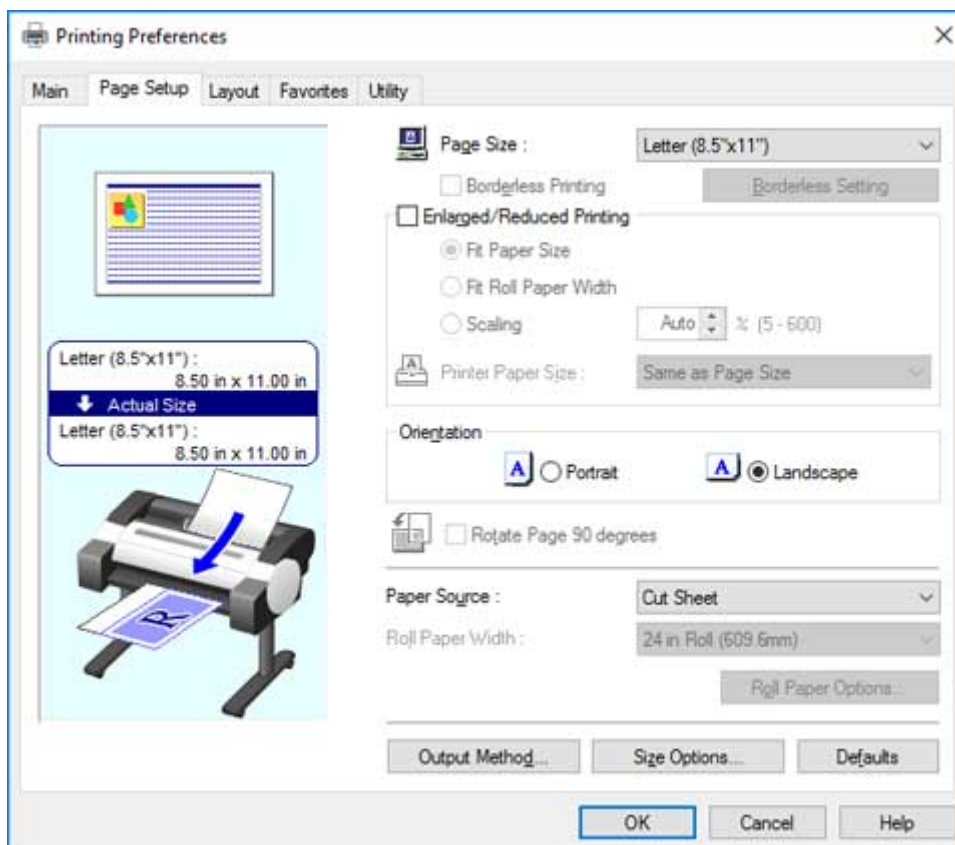 Printing Preferences
Main Page Setup Layout Favorites Utility
Page Size : Letter (8.5"x11")
Borderless Printing Borderless Setting
Enlarged/Reduced Printing
Fit Paper Size
Fit Roll Paper Width
Scaling Auto % (5 - 600)
Printer Paper Size : Same as Page Size
Letter (8.5"x11") :
8.50 in x 11.00 in
Actual Size
Letter (8.5"x11") :
8.50 in x 11.00 in
Orientation
A Portrait A Landscape
Rotate Page 90 degrees
R
Paper Source : Cut Sheet
Roll Paper Width : 24 in Roll (609.6mm)
Roll Paper Options...
Output Method... Size Options... Defaults
OK Cancel Help